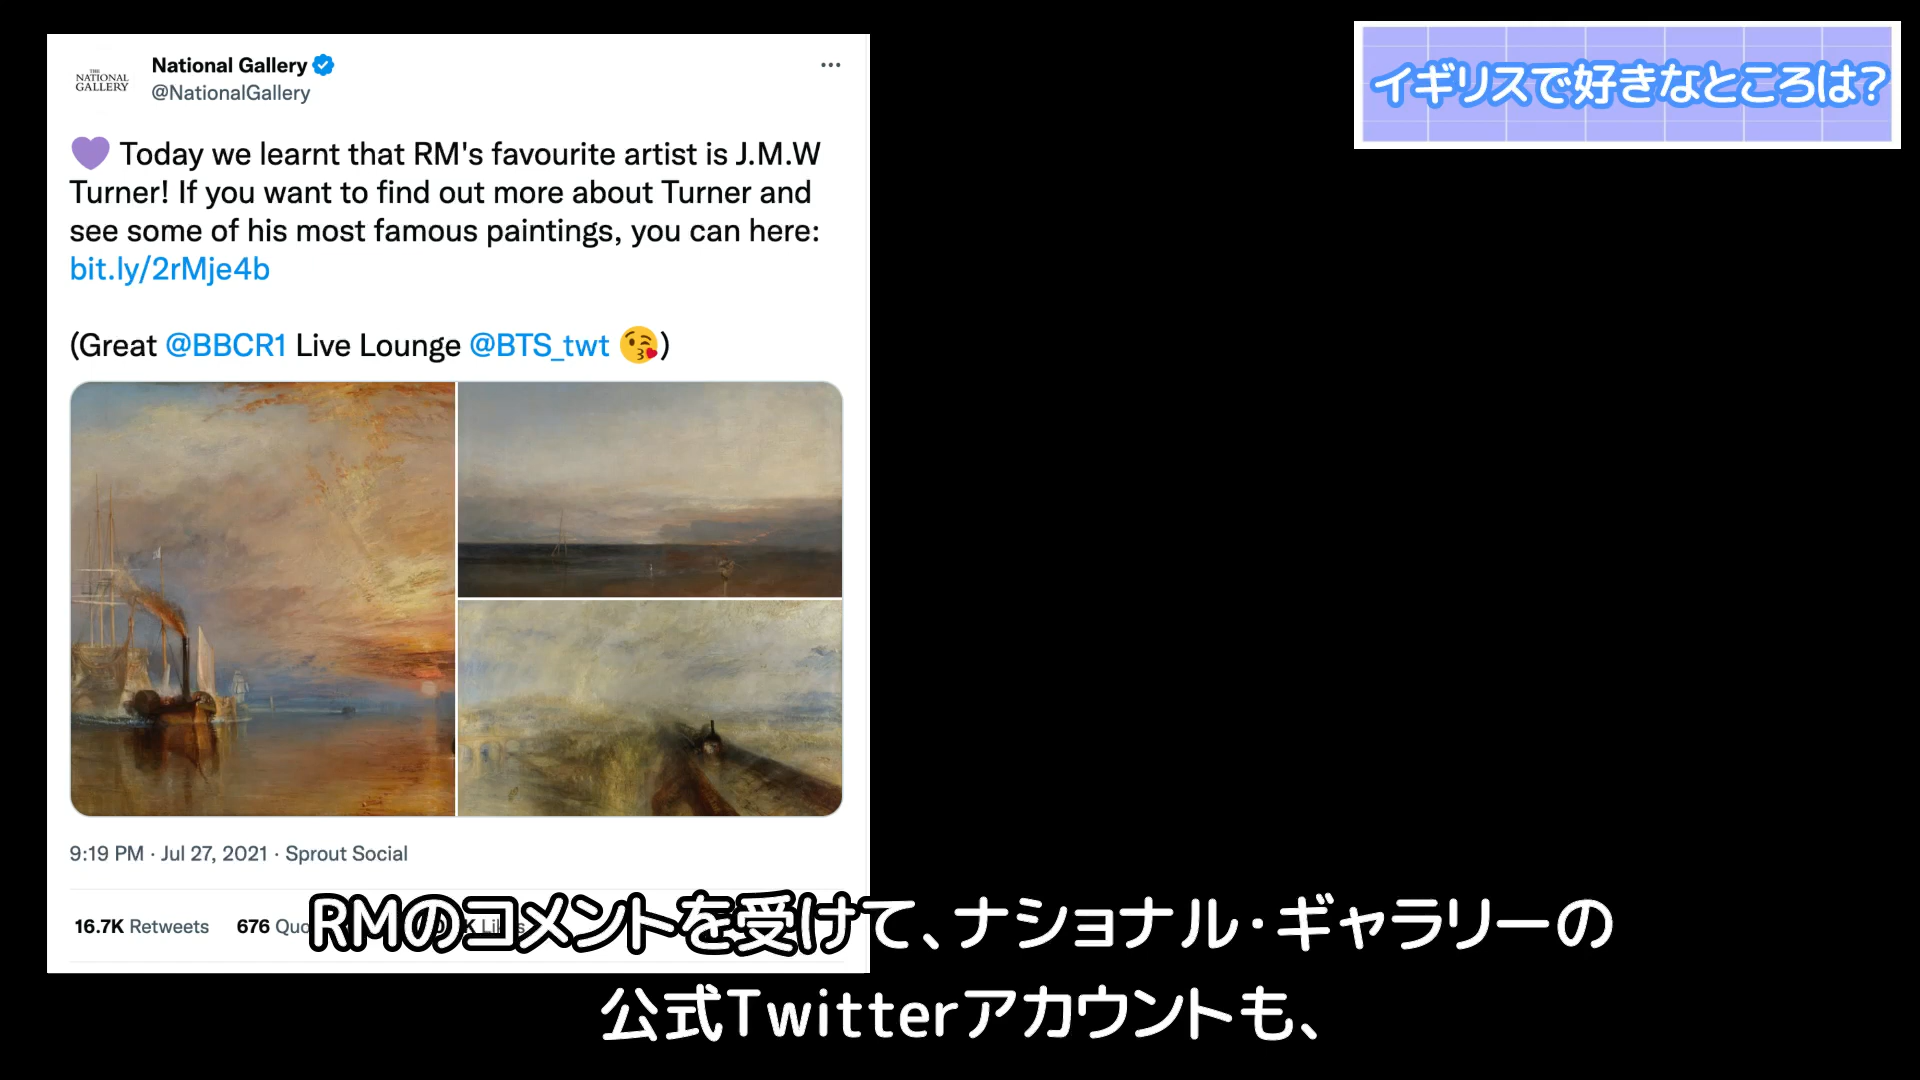 THE
NATIONAL
GALLERY
National Gallery
@NationalGallery
イギリスで好きなところは?
💜 Today we learnt that RM's favourite artist is J.M.W
Turner! If you want to find out more about Turner and
see some of his most famous paintings, you can here:
bit.ly/2rMje4b
(Great @BBCR1 Live Lounge @BTS_twt 😘)
9:19 PM · Jul 27, 2021 · Sprout Social
16.7K Retweets 676
RMのコメントを受けて、ナショナル・ギャラリーの
公式Twitterアカウントも、